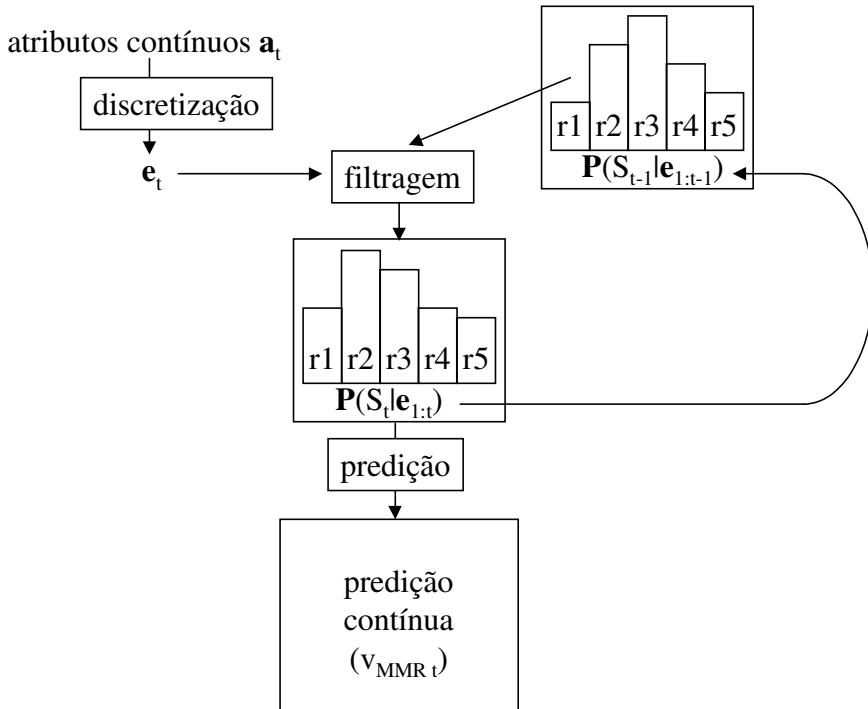 atributos contínuos a_t
discretização
e_t
r1 r2 r3 r4 r5
P(S_t-1|e_1:t-1)
filtragem
r1 r2 r3 r4 r5
P(S_t|e_1:t)
predição
predição
contínua
(v_MMR t)